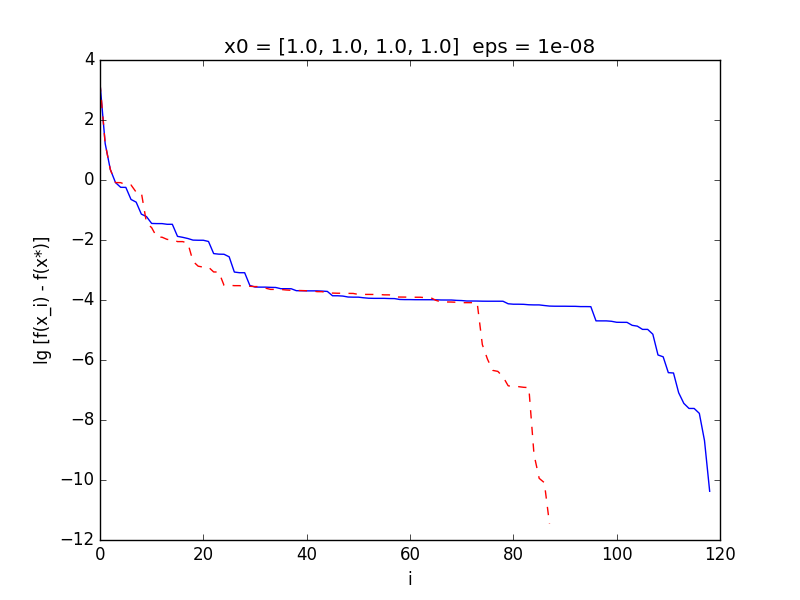 x0 = [1.0, 1.0, 1.0, 1.0]  eps = 1e-08
4
2
0
−2
−4
−6
−8
−10
−12
lg [f(x_i) - f(x*)]
0 20 40 60 80 100 120
i